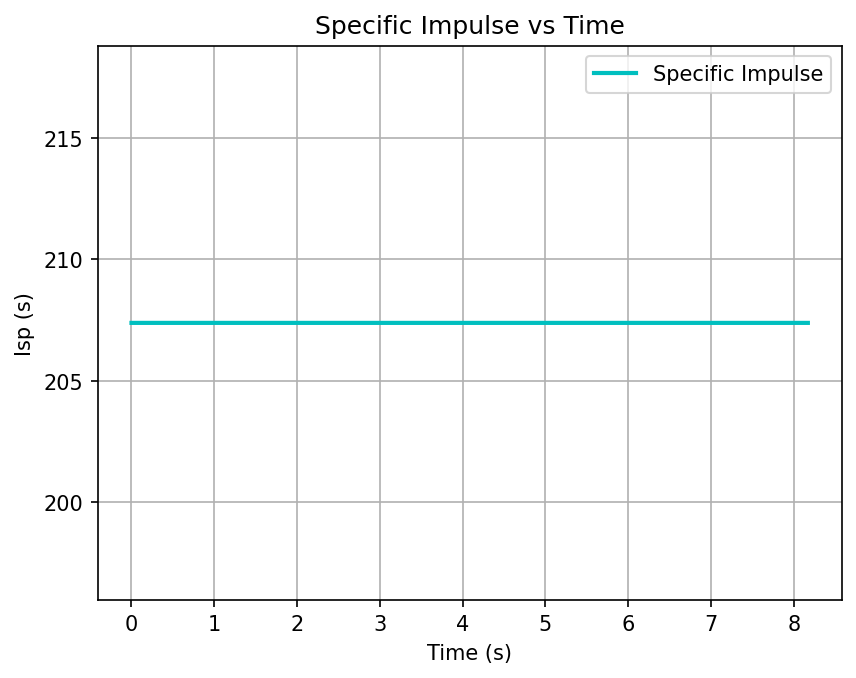 Specific Impulse vs Time
Specific Impulse
215
210
205
200
Isp (s)
0 1 2 3 4 5 6 7 8
Time (s)